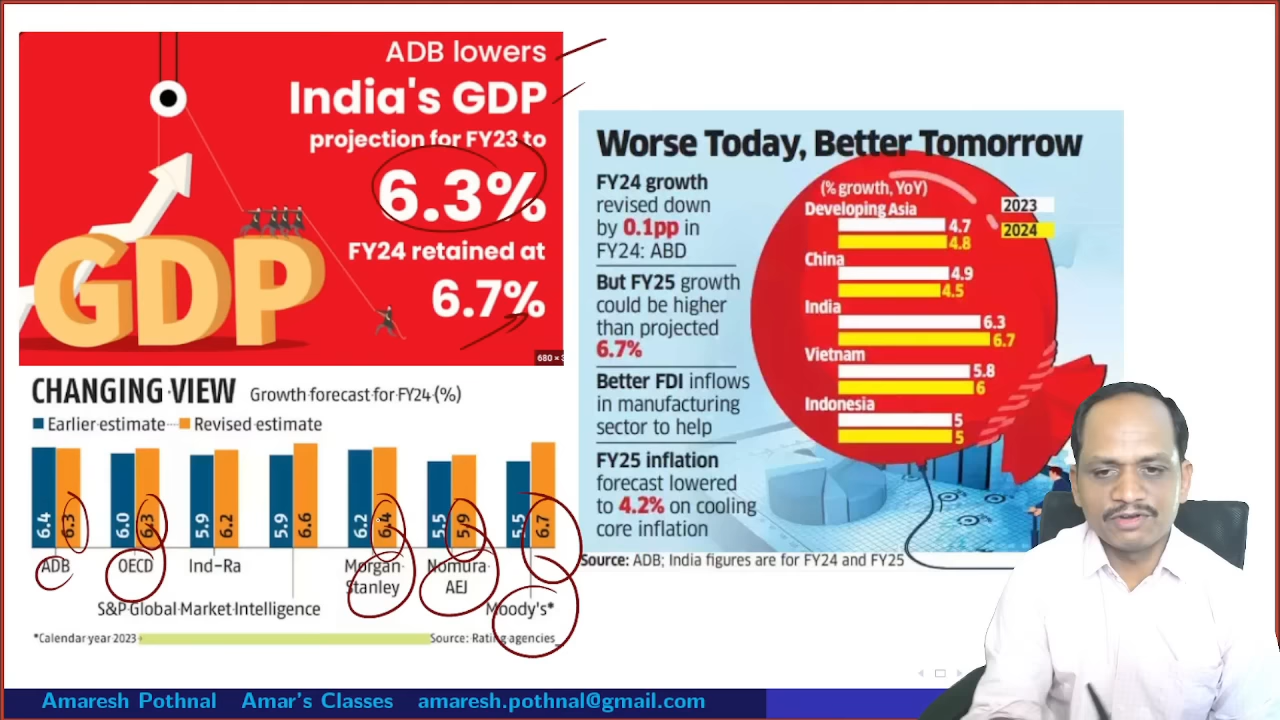 ADB lowers
India's GDP
projection for FY23 to
6.3%
FY24 retained at
6.7%
GDP
CHANGING VIEW Growth forecast for FY24 (%)
Earlier estimate Revised estimate
6.4 6.3 6.0 6.3 5.9 6.2 5.9 6.6 6.2 6.4 5.5 5.9 5.5 6.7
ADB OECD Ind-Ra Morgan Nomura
Stanley AEJ
S&P Global Market Intelligence Moody's*
*Calendar year 2023 Source: Rating agencies
Worse Today, Better Tomorrow
FY24 growth
revised down
by 0.1pp in
FY24: ABD
But FY25 growth
could be higher
than projected
6.7%
Better FDI inflows
in manufacturing
sector to help
FY25 inflation
forecast lowered
to 4.2% on cooling
core inflation
(% growth, YoY)
2023
2024
Developing Asia
4.7
4.8
China
4.9
4.5
India
6.3
6.7
Vietnam
5.8
6
Indonesia
5
5
Source: ADB; India figures are for FY24 and FY25
Amaresh Pothnal Amar's Classes amaresh.pothnal@gmail.com